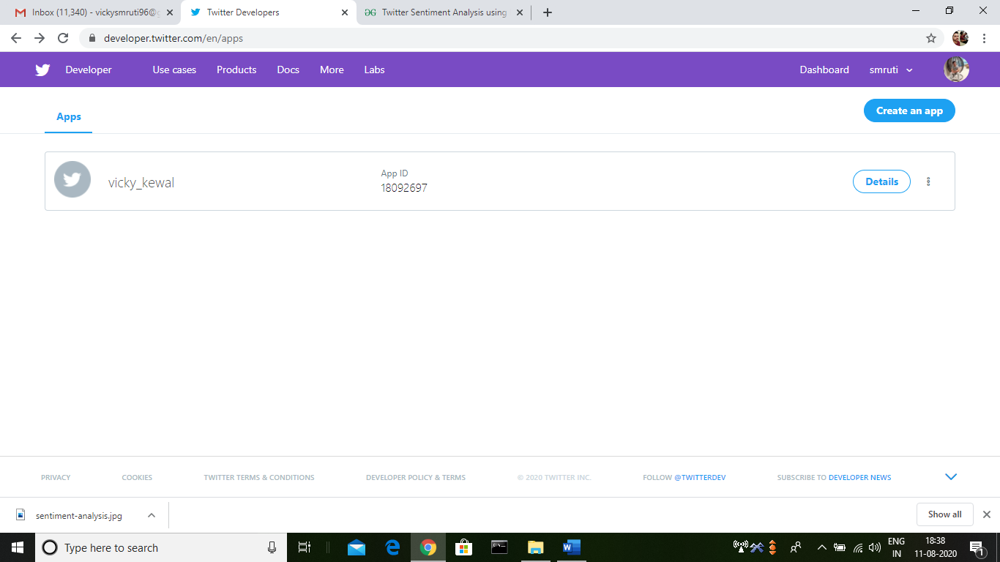 Inbox (11,340) - vickysmruti96@g
Twitter Developers
Twitter Sentiment Analysis using
developer.twitter.com/en/apps
Developer Use cases Products Docs More Labs Dashboard smruti
Apps
Create an app
vicky_kewal
App ID
18092697
Details
PRIVACY COOKIES TWITTER TERMS & CONDITIONS DEVELOPER POLICY & TERMS © 2020 TWITTER INC. FOLLOW @TWITTERDEV SUBSCRIBE TO DEVELOPER NEWS
sentiment-analysis.jpg
Show all
Type here to search
ENG
IN
18:38
11-08-2020
1